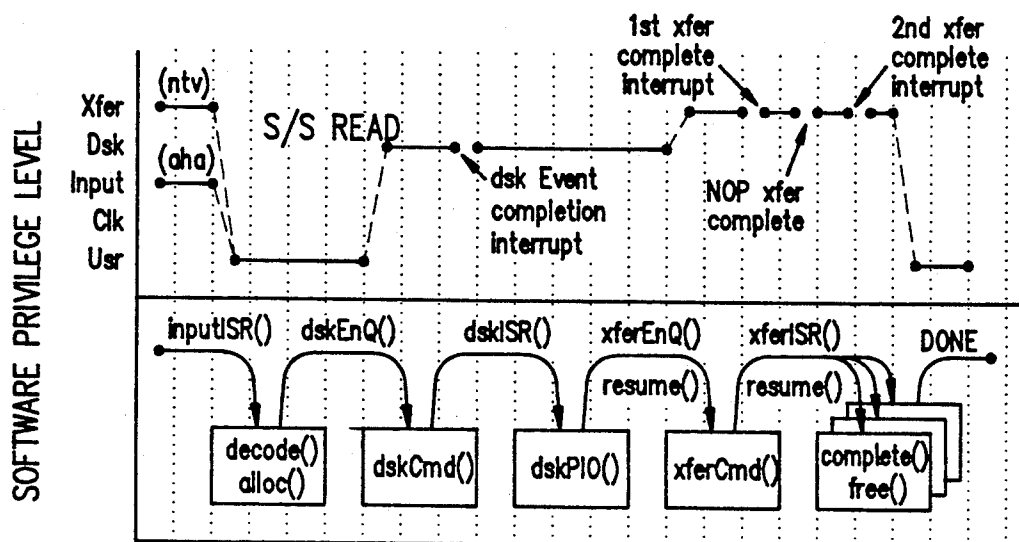 SOFTWARE PRIVILEGE LEVEL
1st xfer
complete
interrupt
2nd xfer
complete
interrupt
(ntv)
Xfer
S/S READ
Dsk
(aha)
Input
dsk Event
completion
interrupt
NOP xfer
complete
Clk
Usr
inputISR()
dskEnQ()
dskISR()
xferEnQ()
xferISR()
DONE
resume()
resume()
decode()
alloc()
dskCmd()
dskPIO()
xferCmd()
complete()
free()